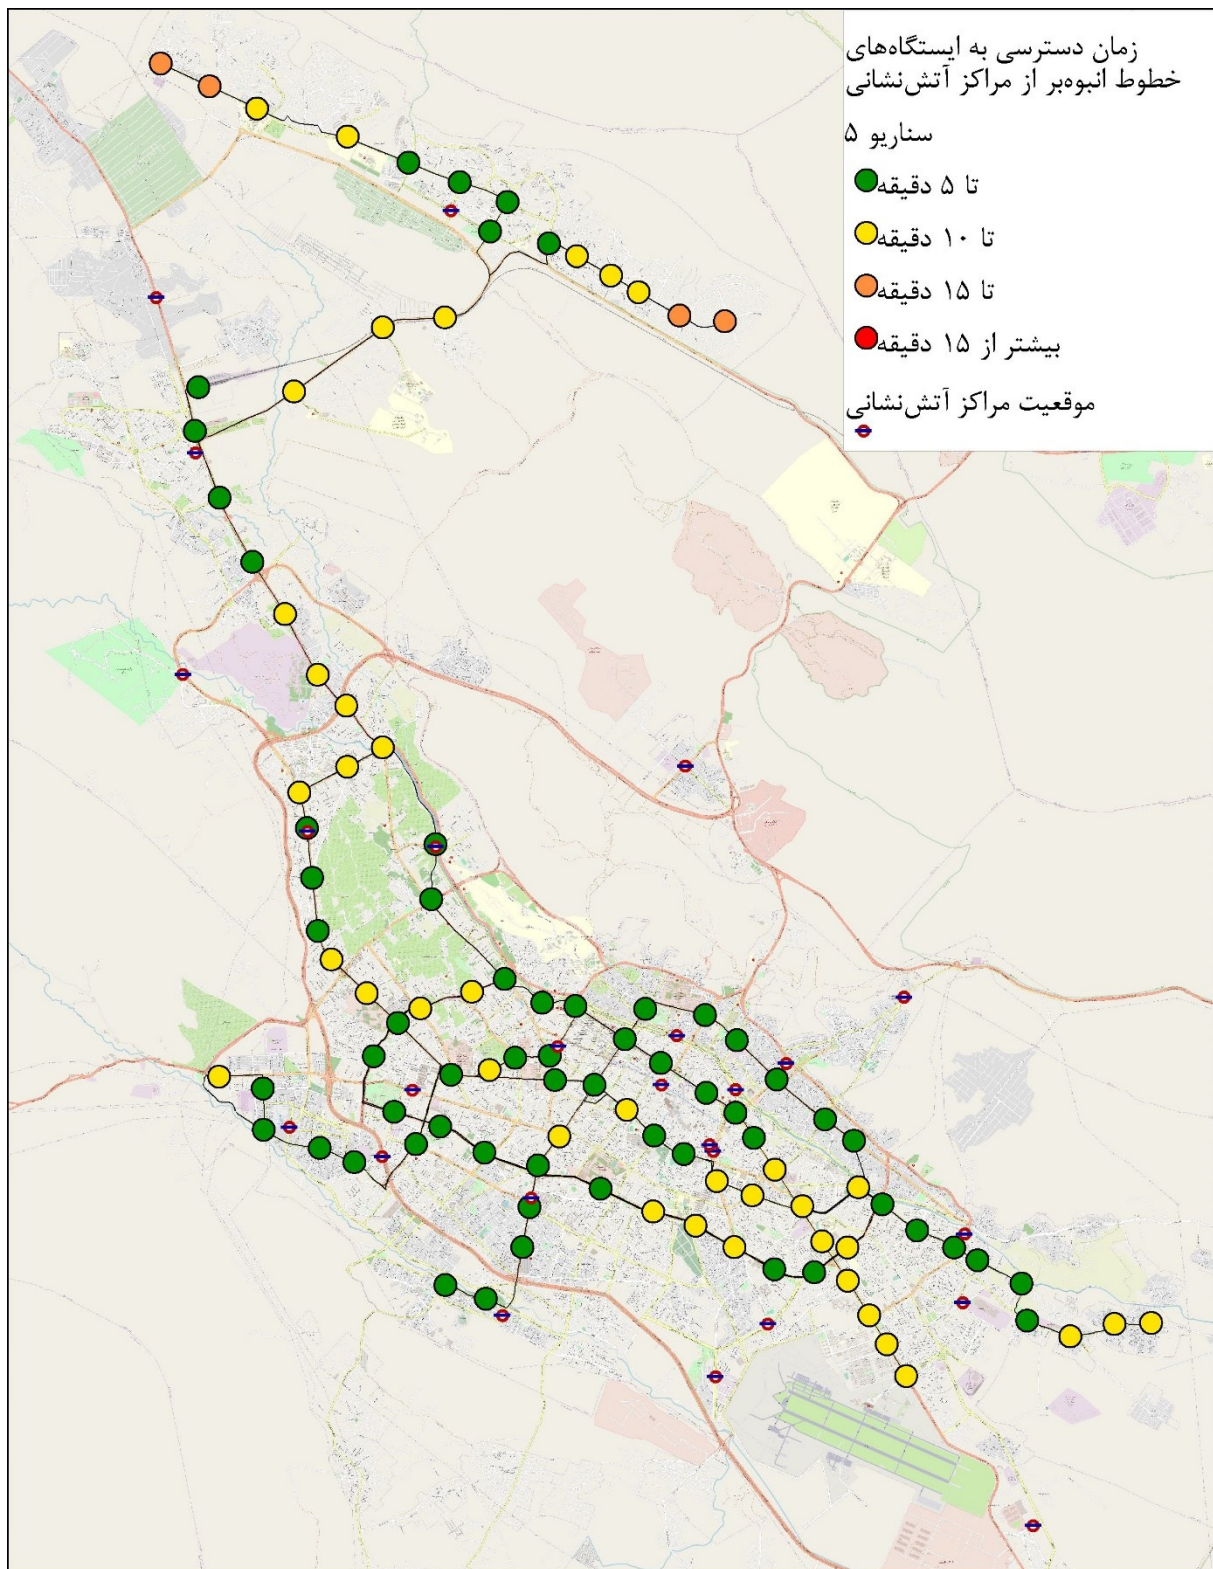 زمان دسترسی به ایستگاه‌های
خطوط انبوه‌بر از مراکز آتش‌نشانی
سناریو ۵
تا ۵ دقیقه
تا ۱۰ دقیقه
تا ۱۵ دقیقه
بیشتر از ۱۵ دقیقه
موقعیت مراکز آتش‌نشانی